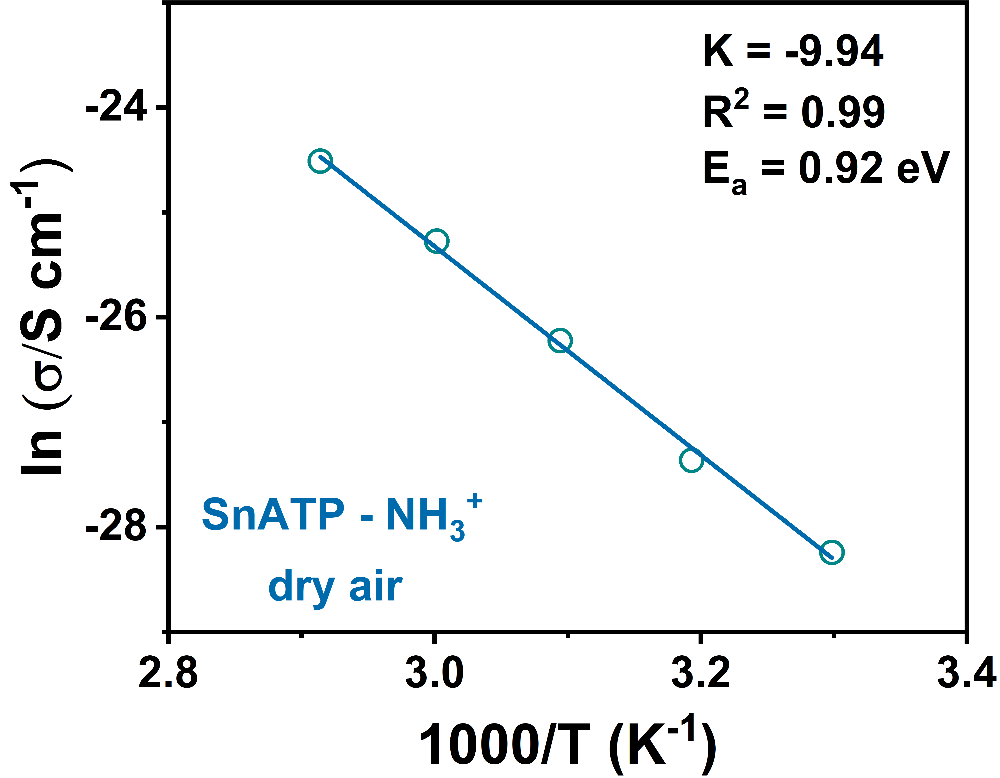 K = -9.94
R² = 0.99
Eₐ = 0.92 eV
-24
-26
-28
ln (σ/S cm⁻¹)
SnATP - NH₃⁺
dry air
2.8 3.0 3.2 3.4
1000/T (K⁻¹)